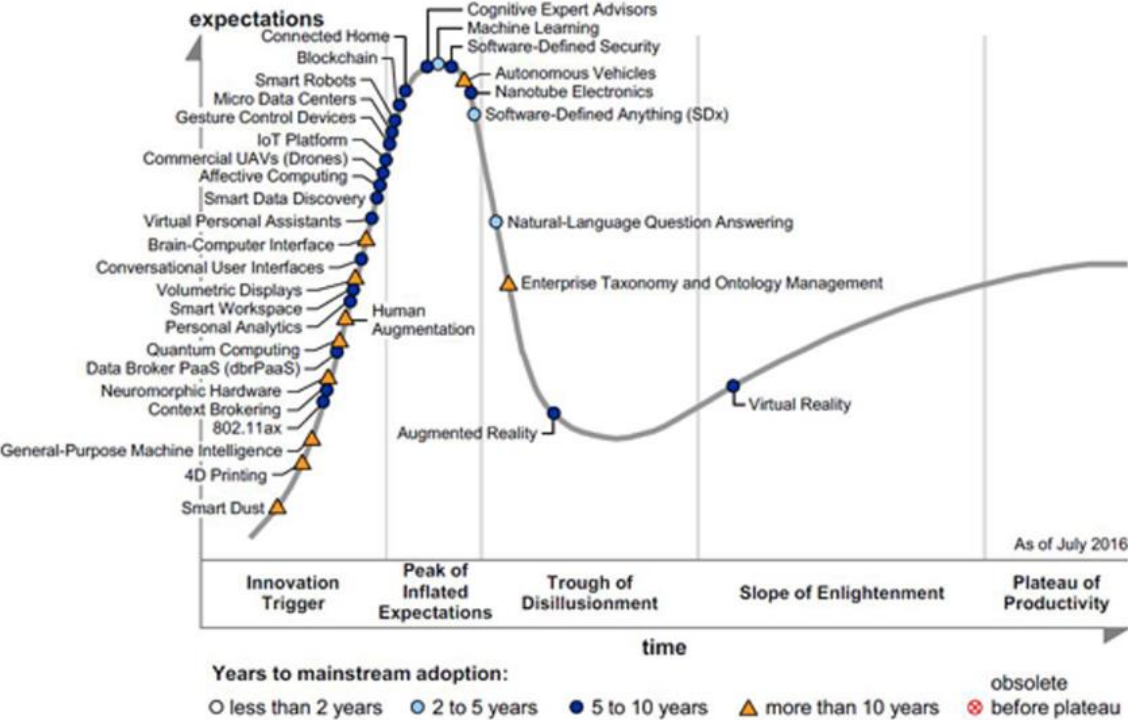 expectations
Connected Home
Blockchain
Smart Robots
Micro Data Centers
Gesture Control Devices
IoT Platform
Commercial UAVs (Drones)
Affective Computing
Smart Data Discovery
Virtual Personal Assistants
Brain-Computer Interface
Conversational User Interfaces
Volumetric Displays
Smart Workspace
Personal Analytics
Quantum Computing
Data Broker PaaS (dbrPaaS)
Neuromorphic Hardware
Context Brokering
802.11ax
General-Purpose Machine Intelligence
4D Printing
Smart Dust
Human
Augmentation
Cognitive Expert Advisors
Machine Learning
Software-Defined Security
Autonomous Vehicles
Nanotube Electronics
Software-Defined Anything (SDx)
Natural-Language Question Answering
Enterprise Taxonomy and Ontology Management
Augmented Reality
Virtual Reality
As of July 2016
Innovation
Trigger
Peak of
Inflated
Expectations
Trough of
Disillusionment
Slope of Enlightenment
Plateau of
Productivity
time
Years to mainstream adoption:
less than 2 years
2 to 5 years
5 to 10 years
more than 10 years
obsolete
before plateau